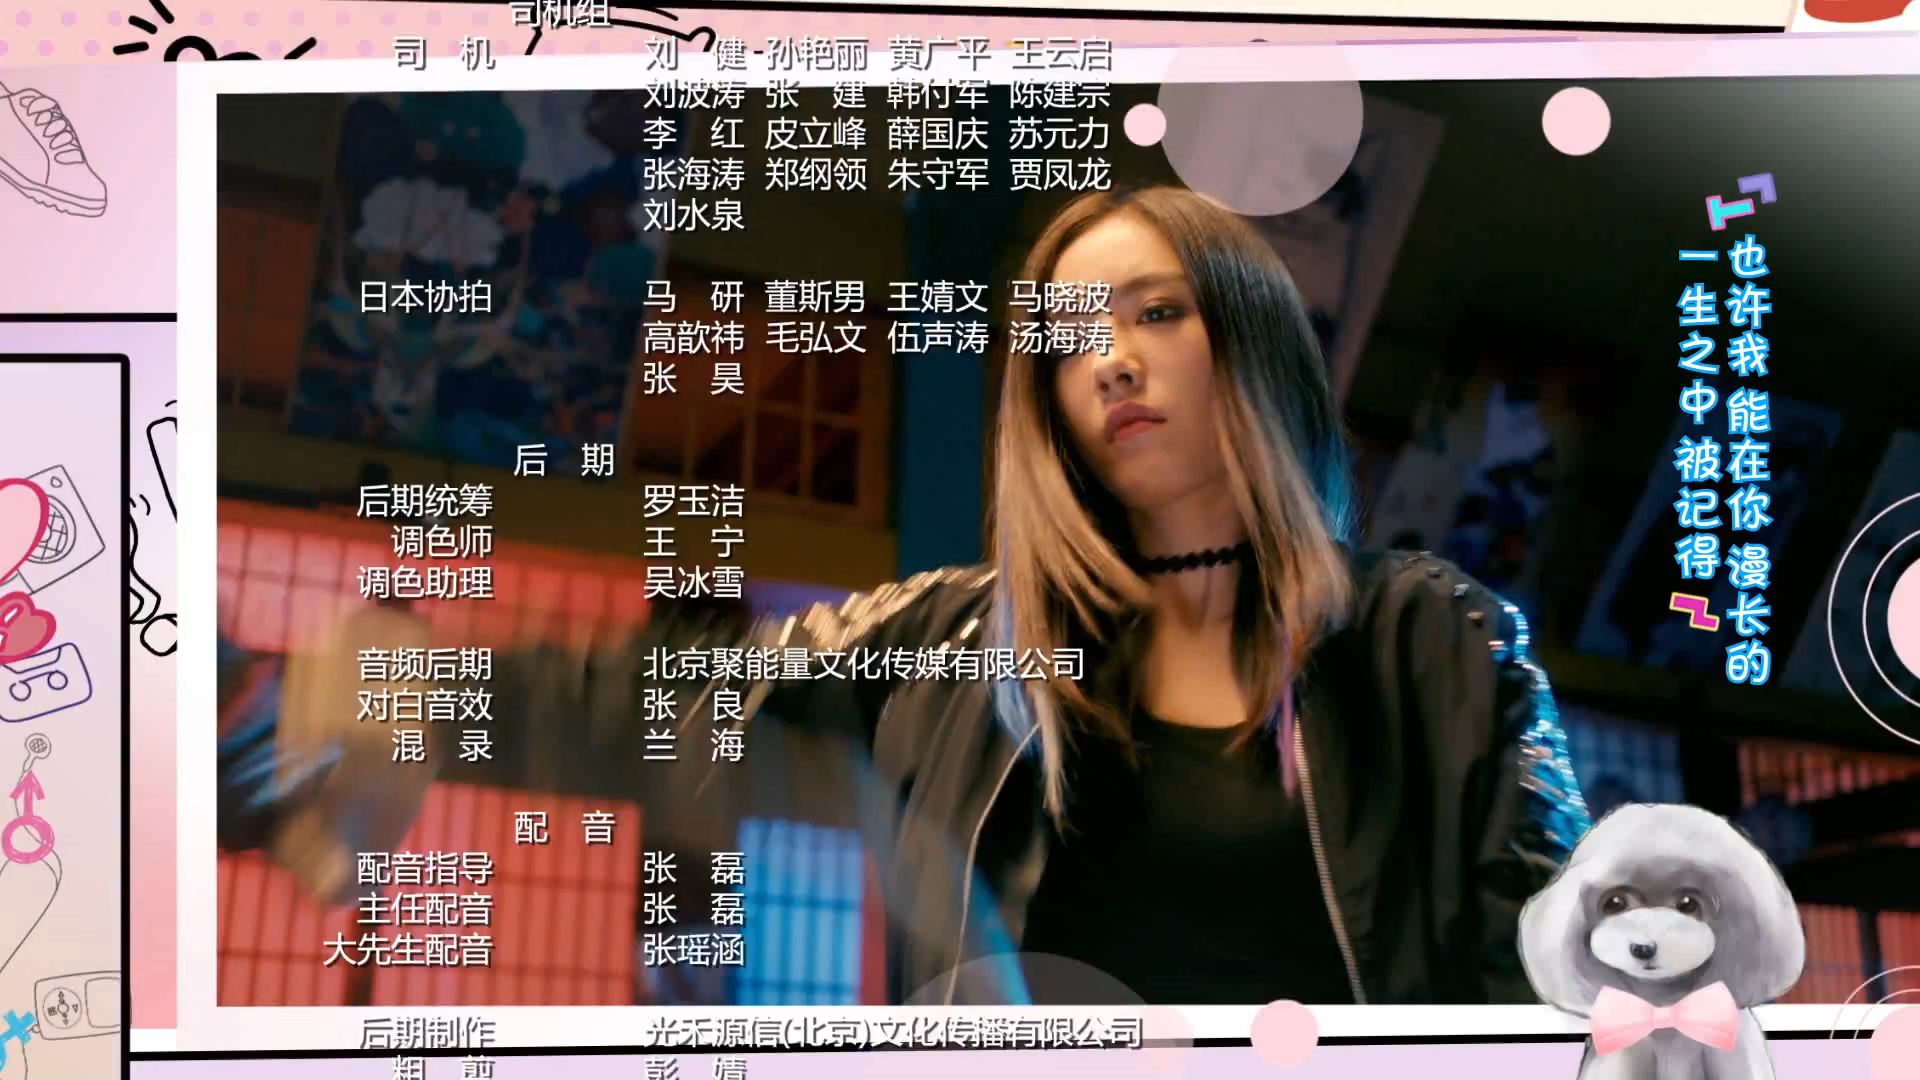 司机组
司　机　刘　健　孙艳丽　黄广平　王云启
刘波涛　张　建　韩付军　陈建宗
李　红　皮立峰　薛国庆　苏元力
张海涛　郑纲领　朱守军　贾凤龙
刘水泉
日本协拍　马　研　董斯男　王婧文　马晓波
高歆祎　毛弘文　伍声涛　汤海涛
张　昊
后　期
后期统筹　罗玉洁
调色师　王　宁
调色助理　吴冰雪
音频后期　北京聚能量文化传媒有限公司
对白音效　张　良
混　录　兰　海
配　音
配音指导　张　磊
主任配音　张　磊
大先生配音　张瑶涵
后期制作　光禾源信(北京)文化传播有限公司
粗　剪　彭　婧
也许我能在你漫长的
一生之中被记得